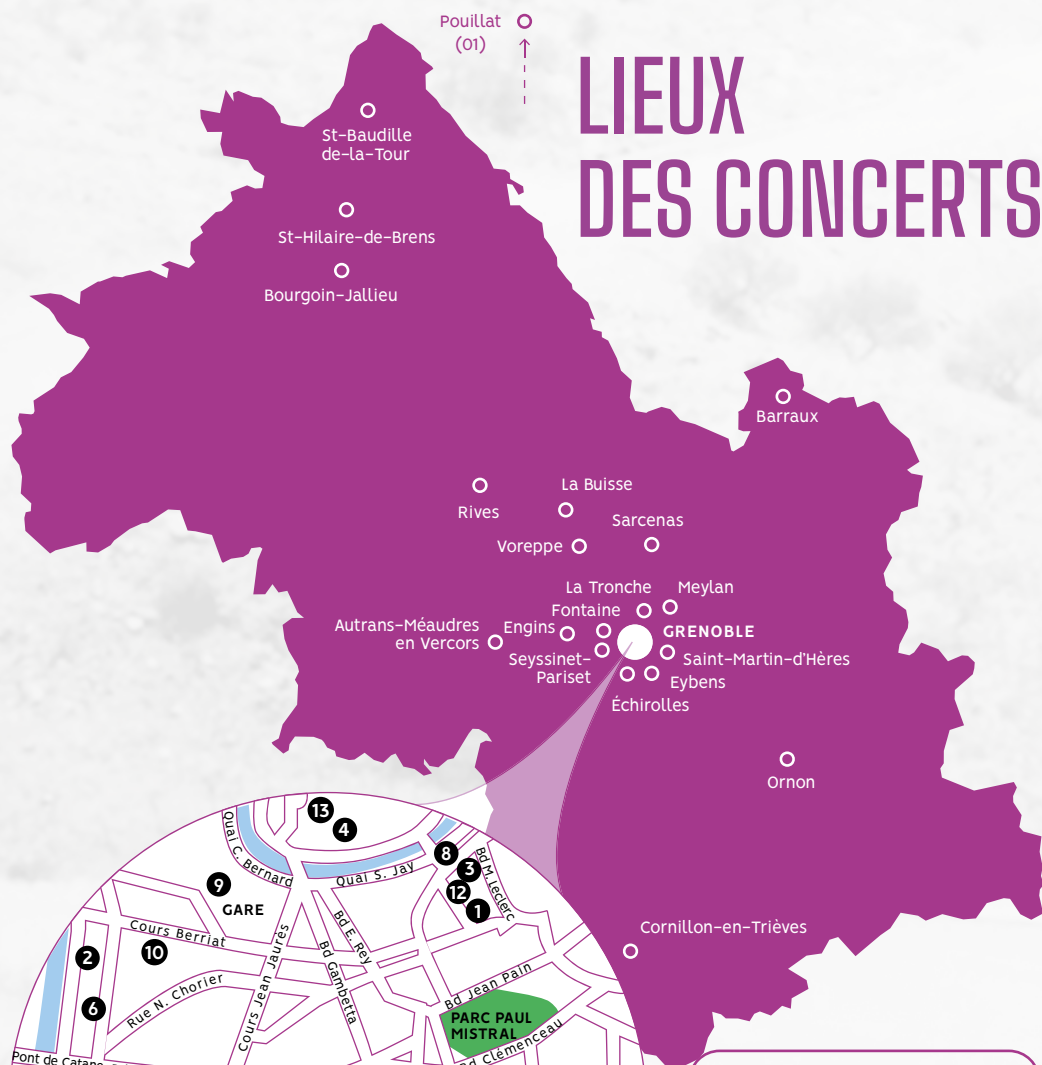 Pouillat
(01)
LIEUX
DES CONCERTS
St-Baudille
de-la-Tour
St-Hilaire-de-Brens
Bourgoin-Jallieu
Barraux
Rives
La Buisse
Sarcenas
Voreppe
La Tronche
Meylan
Fontaine
Autrans-Méaudres
en Vercors
Engins
GRENOBLE
Seyssinet-
Pariset
Saint-Martin-d'Hères
Eybens
Échirolles
Ornon
Cornillon-en-Trièves
13
4
Quai C. Bernard
Quai S. Jay
8
3
Bd M. Leclerc
12
1
9
GARE
Cours Berriat
Bd E. Rey
2
10
Bd Gambetta
Cours Jean Jaures
6
Rue N. Chorier
Bd Jean Pain
PARC PAUL
MISTRAL
Clémenceau
Pont de